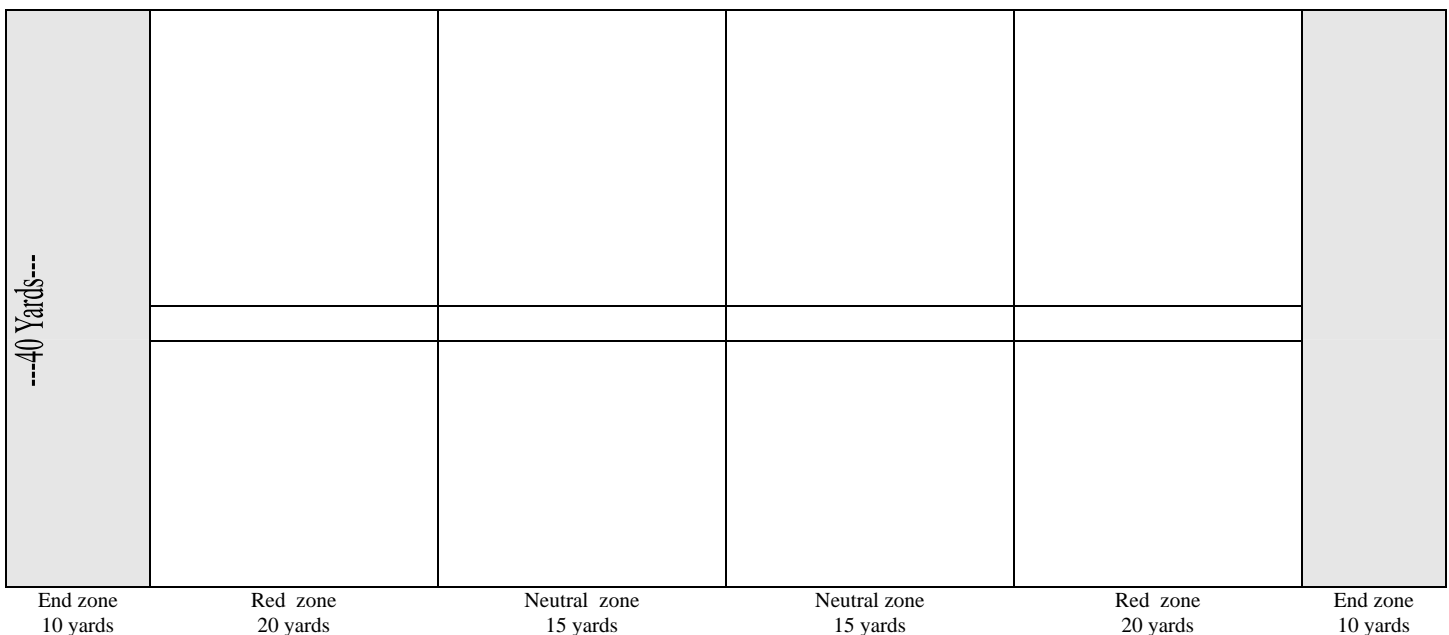 ---40 Yards---
End zone
10 yards
Red zone
20 yards
Neutral zone
15 yards
Neutral zone
15 yards
Red zone
20 yards
End zone
10 yards